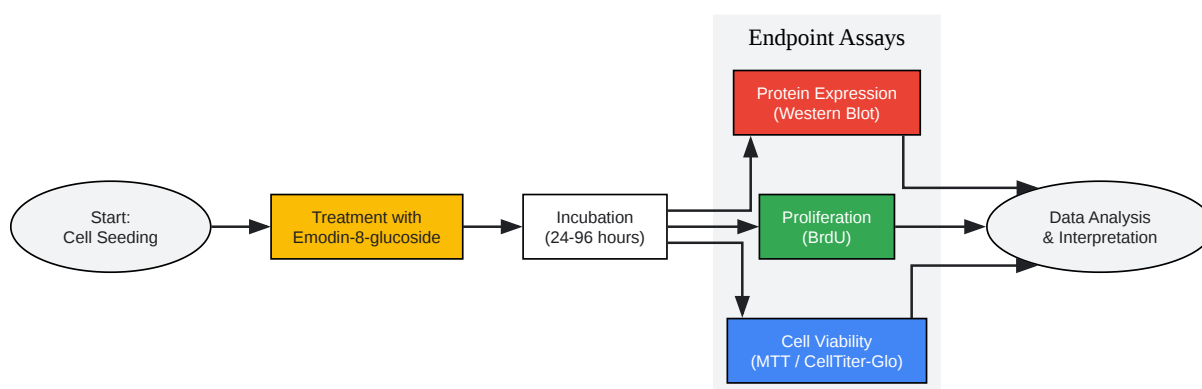 Endpoint Assays
Protein Expression
(Western Blot)
Start:
Cell Seeding
Treatment with
Emodin-8-glucoside
Incubation
(24-96 hours)
Proliferation
(BrdU)
Data Analysis
& Interpretation
Cell Viability
(MTT / CellTiter-Glo)